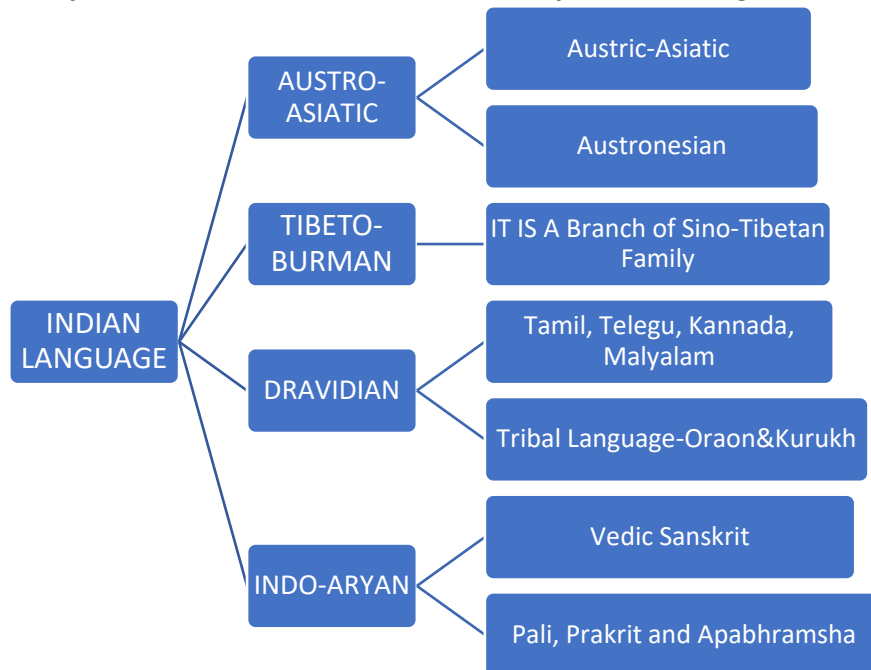 INDIAN
LANGUAGE
AUSTRO-
ASIATIC
Austric-Asiatic
Austronesian
TIBETO-
BURMAN
IT IS A Branch of Sino-Tibetan
Family
DRAVIDIAN
Tamil, Telegu, Kannada,
Malyalam
Tribal Language-Oraon&Kurukh
INDO-ARYAN
Vedic Sanskrit
Pali, Prakrit and Apabhramsha